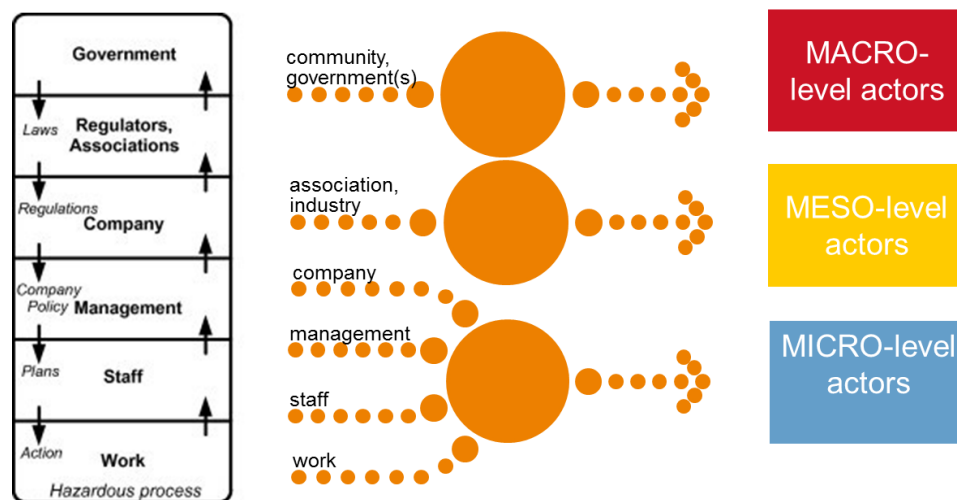 Government
Laws
Regulators,
Associations
Regulations
Company
Company
Policy
Management
Plans
Staff
Action
Work
Hazardous process
community,
government(s)
association,
industry
company
management
staff
work
MACRO-
level actors
MESO-level
actors
MICRO-level
actors